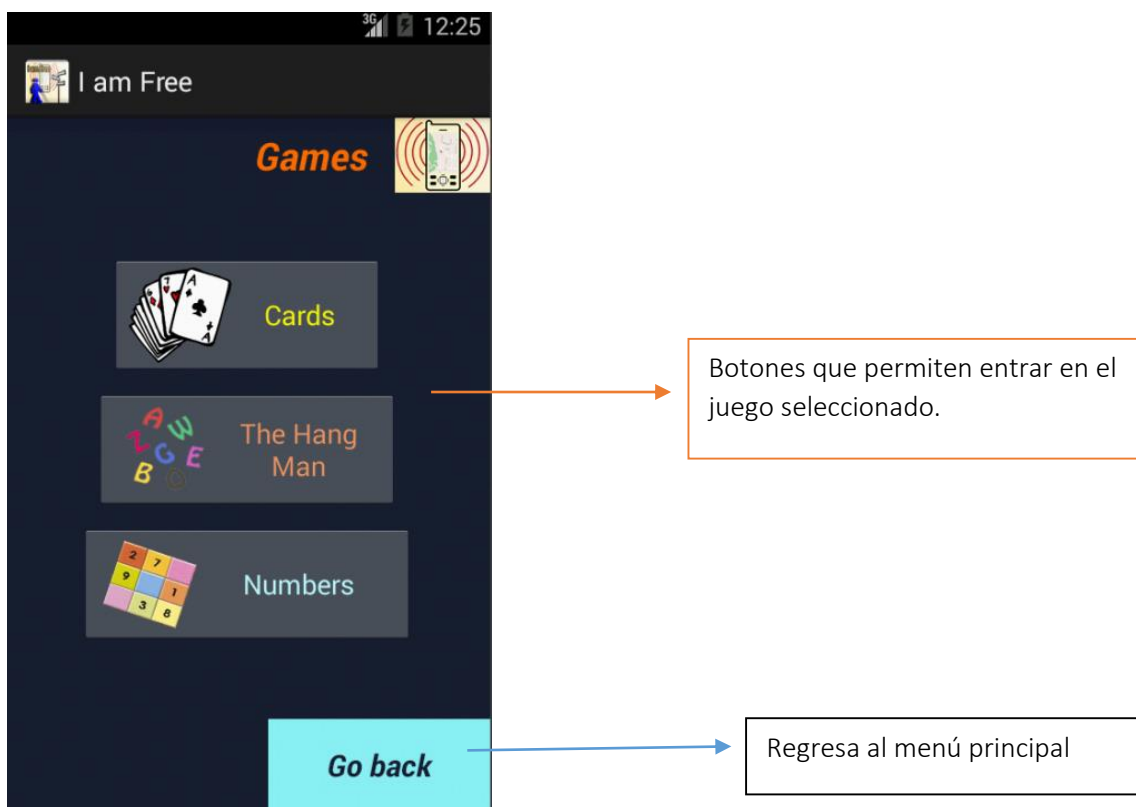 3G 12:25
I am Free
Games
Cards
The Hang
Man
Numbers
Go back
Botones que permiten entrar en el
juego seleccionado.
Regresa al menú principal